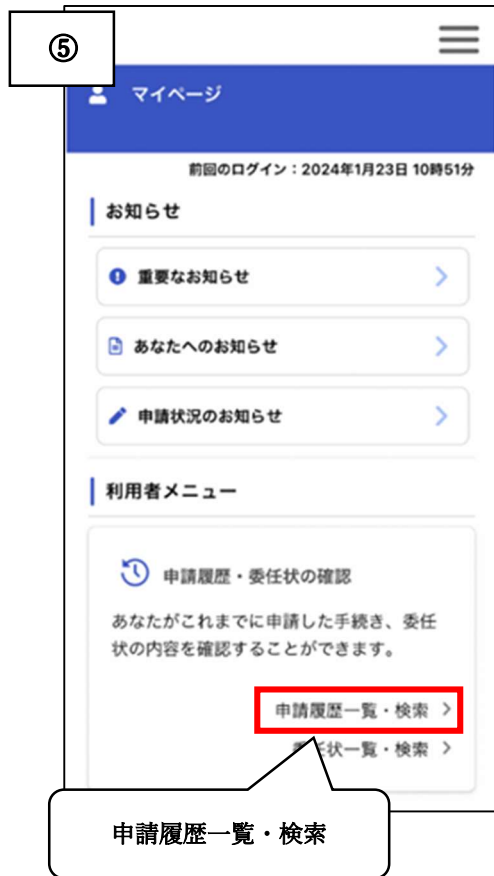 ⑤
マイページ
前回のログイン：2024年1月23日 10時51分
お知らせ
重要なお知らせ
あなたへのお知らせ
申請状況のお知らせ
利用者メニュー
申請履歴・委任状の確認
あなたがこれまでに申請した手続き、委任
状の内容を確認することができます。
申請履歴一覧・検索
委任状一覧・検索
申請履歴一覧・検索